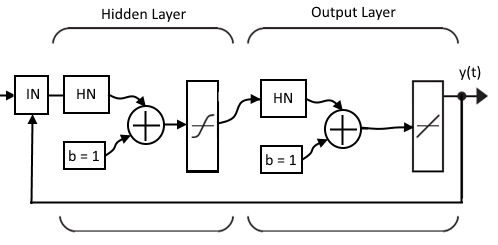 Hidden Layer
Output Layer
y(t)
IN
HN
HN
b = 1
b = 1